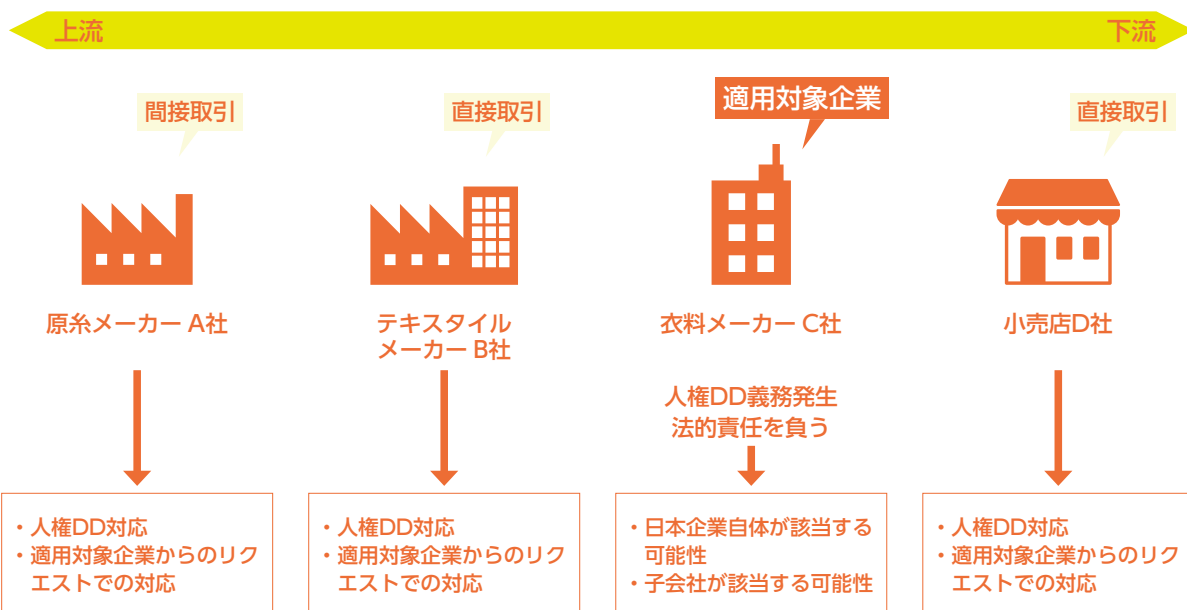 上流
下流
間接取引
直接取引
適用対象企業
直接取引
原糸メーカー A社
テキスタイル
メーカー B社
衣料メーカー C社
小売店D社
人権DD義務発生
法的責任を負う
・人権DD対応
・適用対象企業からのリク
エストでの対応
・人権DD対応
・適用対象企業からのリク
エストでの対応
・日本企業自体が該当する
可能性
・子会社が該当する可能性
・人権DD対応
・適用対象企業からのリク
エストでの対応